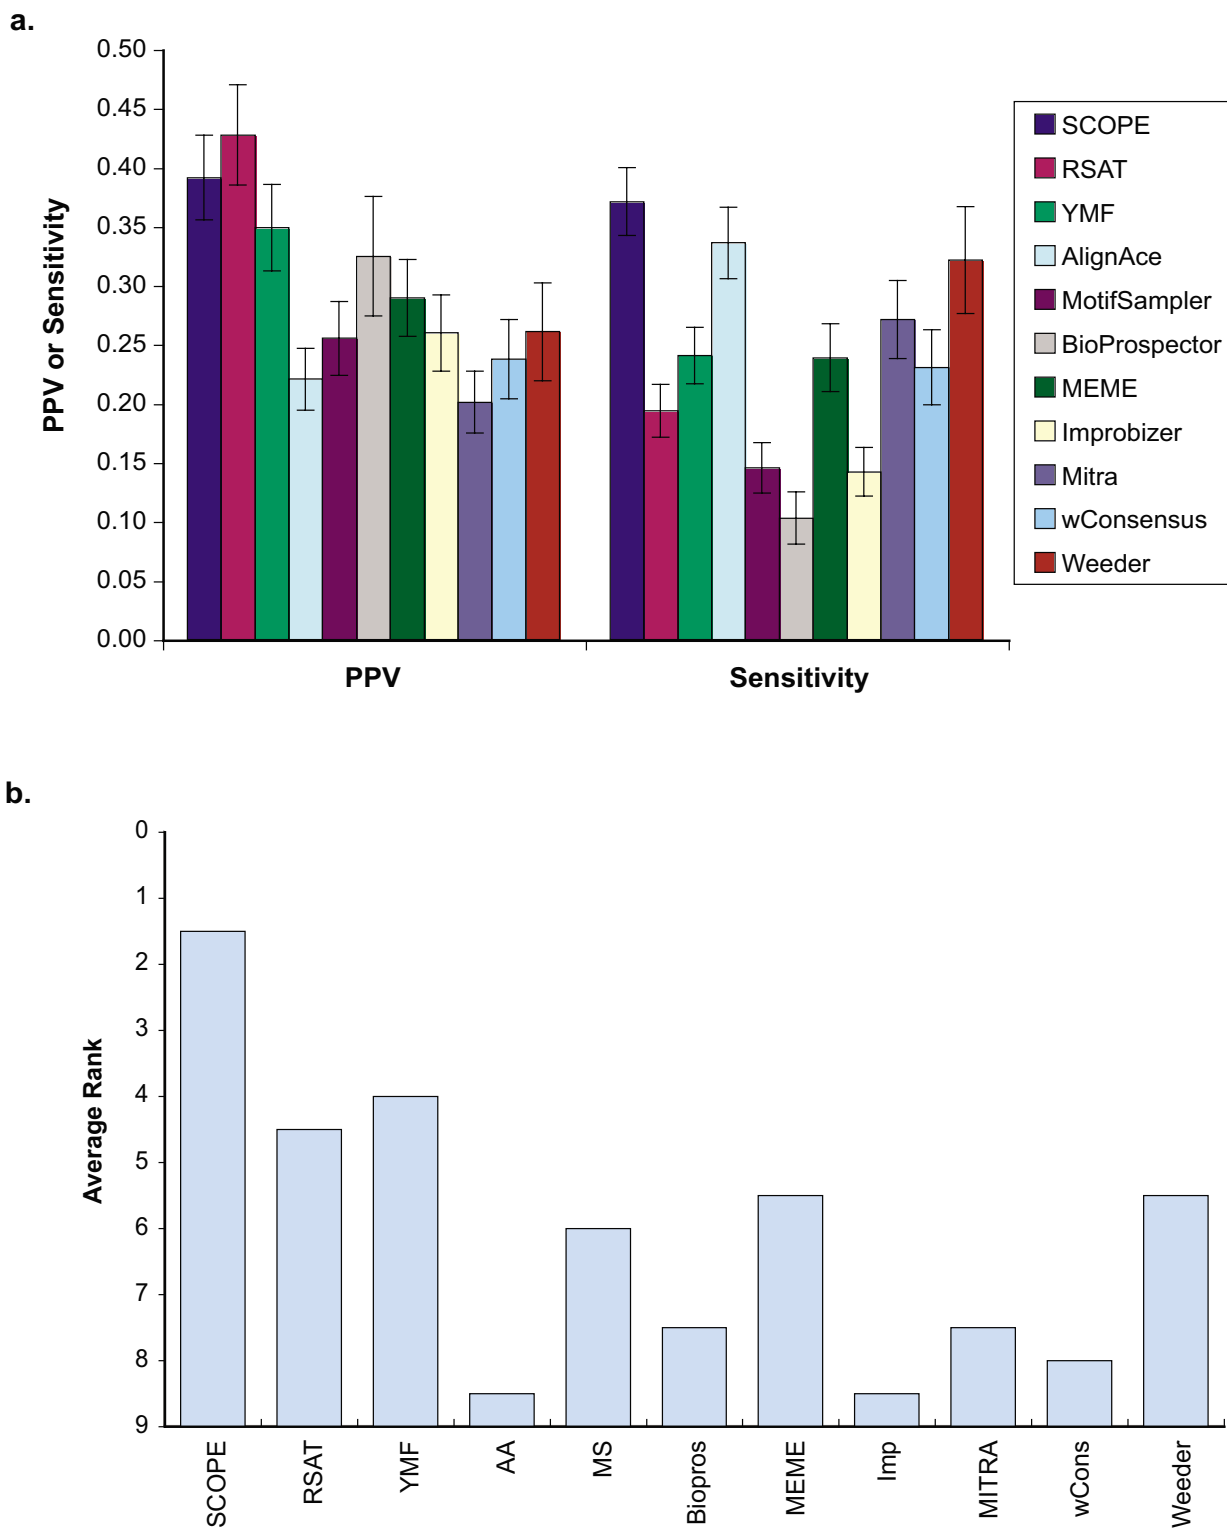 a.
0.50
0.45
0.40
0.35
0.30
0.25
0.20
0.15
0.10
0.05
0.00
PPV or Sensitivity
PPV
Sensitivity
SCOPE
RSAT
YMF
AlignAce
MotifSampler
BioProspector
MEME
Improbizer
Mitra
wConsensus
Weeder
b.
0
1
2
3
4
5
6
7
8
9
Average Rank
SCOPE
RSAT
YMF
AA
MS
Biopros
MEME
Imp
MITRA
wCons
Weeder